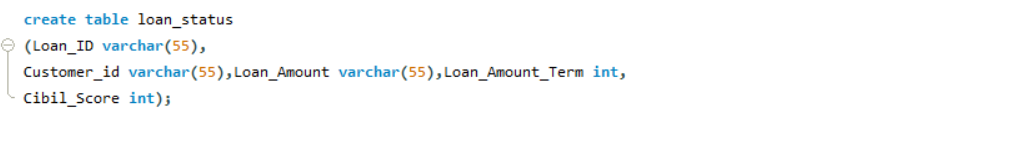 create table loan_status
(Loan_ID varchar(55),
Customer_id varchar(55),Loan_Amount varchar(55),Loan_Amount_Term int,
Cibil_Score int);